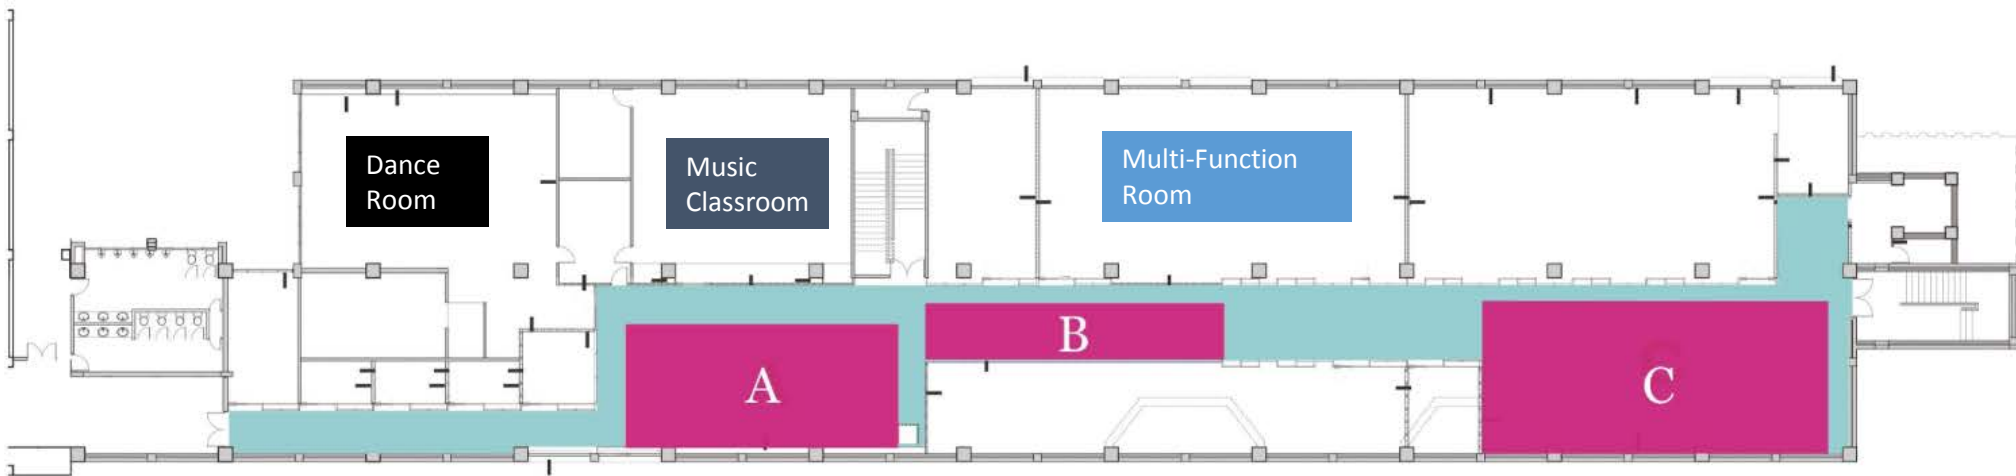 Dance
Room
Music
Classroom
Multi-Function
Room
A
B
C